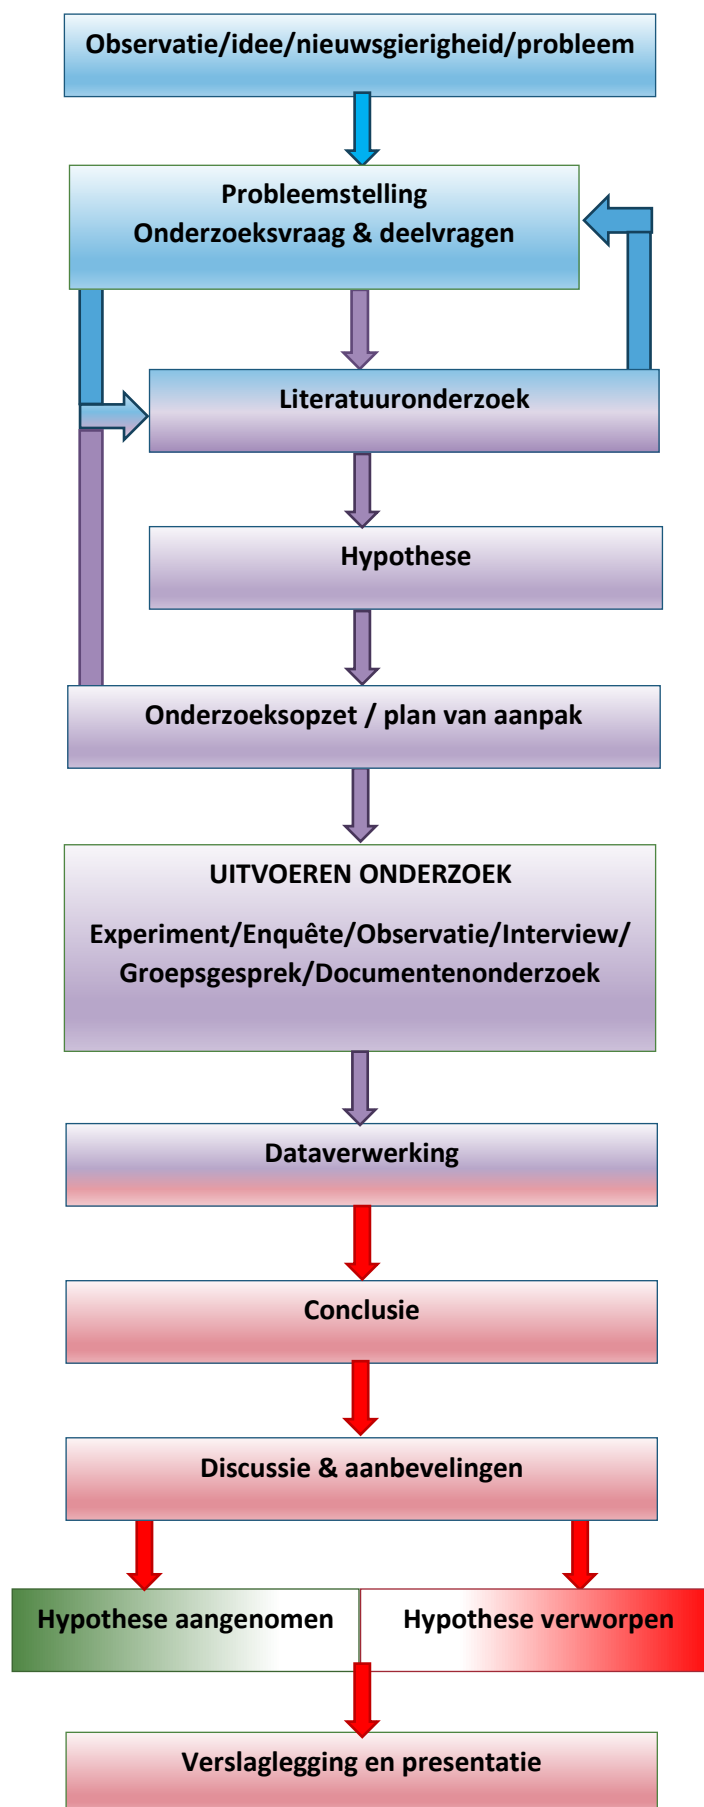 Observatie/idee/nieuwsgierigheid/probleem
Probleemstelling
Onderzoeksvraag & deelvragen
Literatuuronderzoek
Hypothese
Onderzoeksopzet / plan van aanpak
UITVOEREN ONDERZOEK
Experiment/Enquête/Observatie/Interview/
Groepsgesprek/Documentenonderzoek
Dataverwerking
Conclusie
Discussie & aanbevelingen
Hypothese aangenomen
Hypothese verworpen
Verslaglegging en presentatie